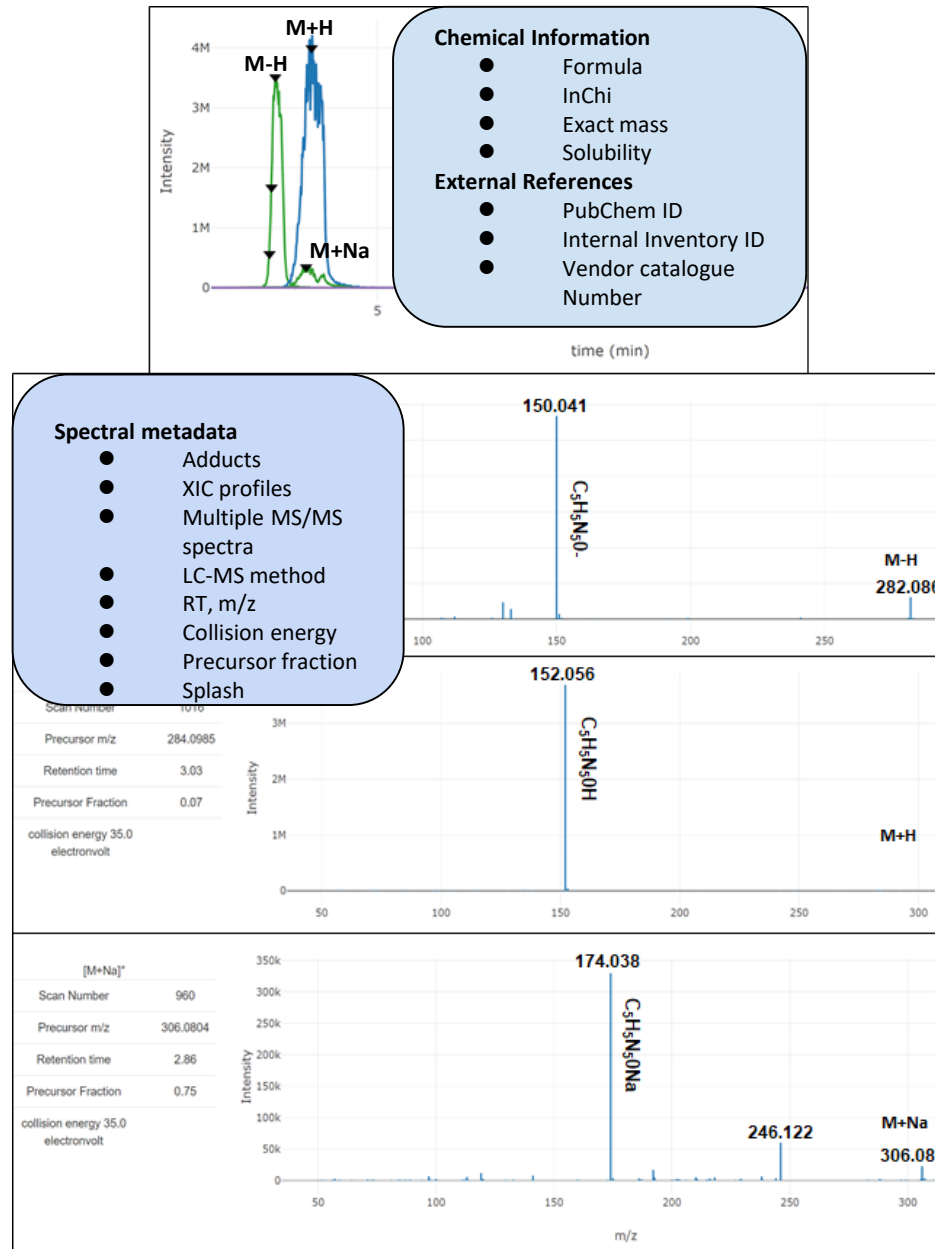 M+H
M-H
M+Na
4M
3M
2M
1M
0
Intensity
5
time (min)
Chemical Information
● Formula
● InChi
● Exact mass
● Solubility
External References
● PubChem ID
● Internal Inventory ID
● Vendor catalogue
Number
Spectral metadata
● Adducts
● XIC profiles
● Multiple MS/MS
spectra
● LC-MS method
● RT, m/z
● Collision energy
● Precursor fraction
● Splash
150.041
C₅H₅N₅0-
M-H
282.086
100
150
200
250
Scan Number 1016
Precursor m/z 284.0985
Retention time 3.03
Precursor Fraction 0.07
collision energy 35.0
electronvolt
152.056
C₅H₅N₅0H
M+H
3M
2M
1M
0
Intensity
50
100
150
200
250
300
[M+Na]⁺
Scan Number 960
Precursor m/z 306.0804
Retention time 2.86
Precursor Fraction 0.75
collision energy 35.0
electronvolt
350k
300k
250k
200k
150k
100k
50k
0
Intensity
174.038
C₅H₅N₅0Na
246.122
M+Na
306.08
50
100
150
200
250
300
m/z